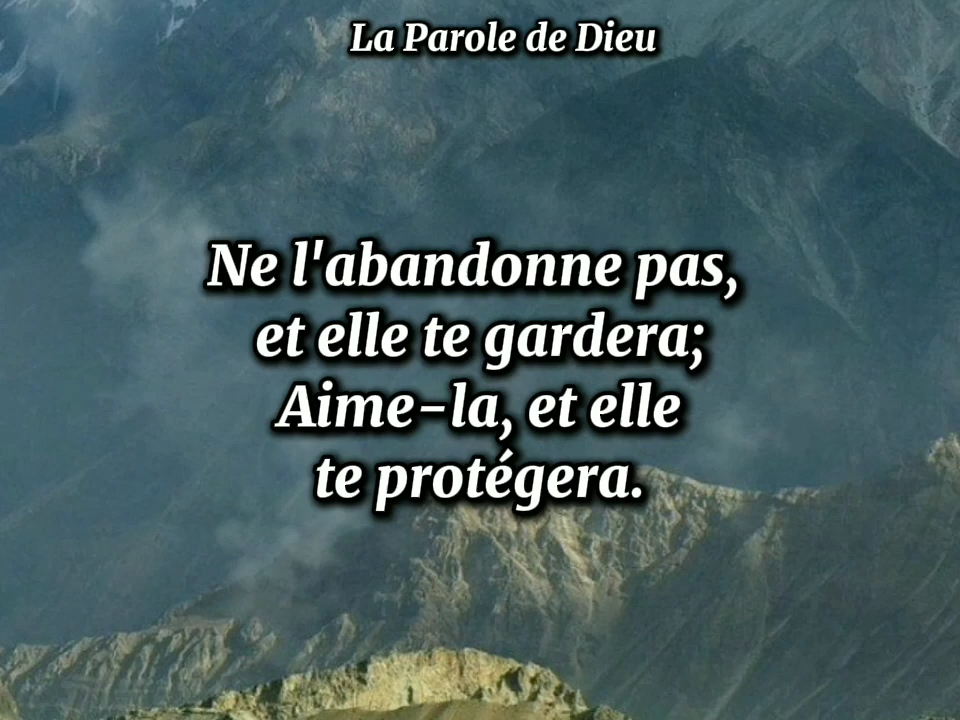 La Parole de Dieu
Ne l'abandonne pas,
et elle te gardera;
Aime-la, et elle
te protégera.